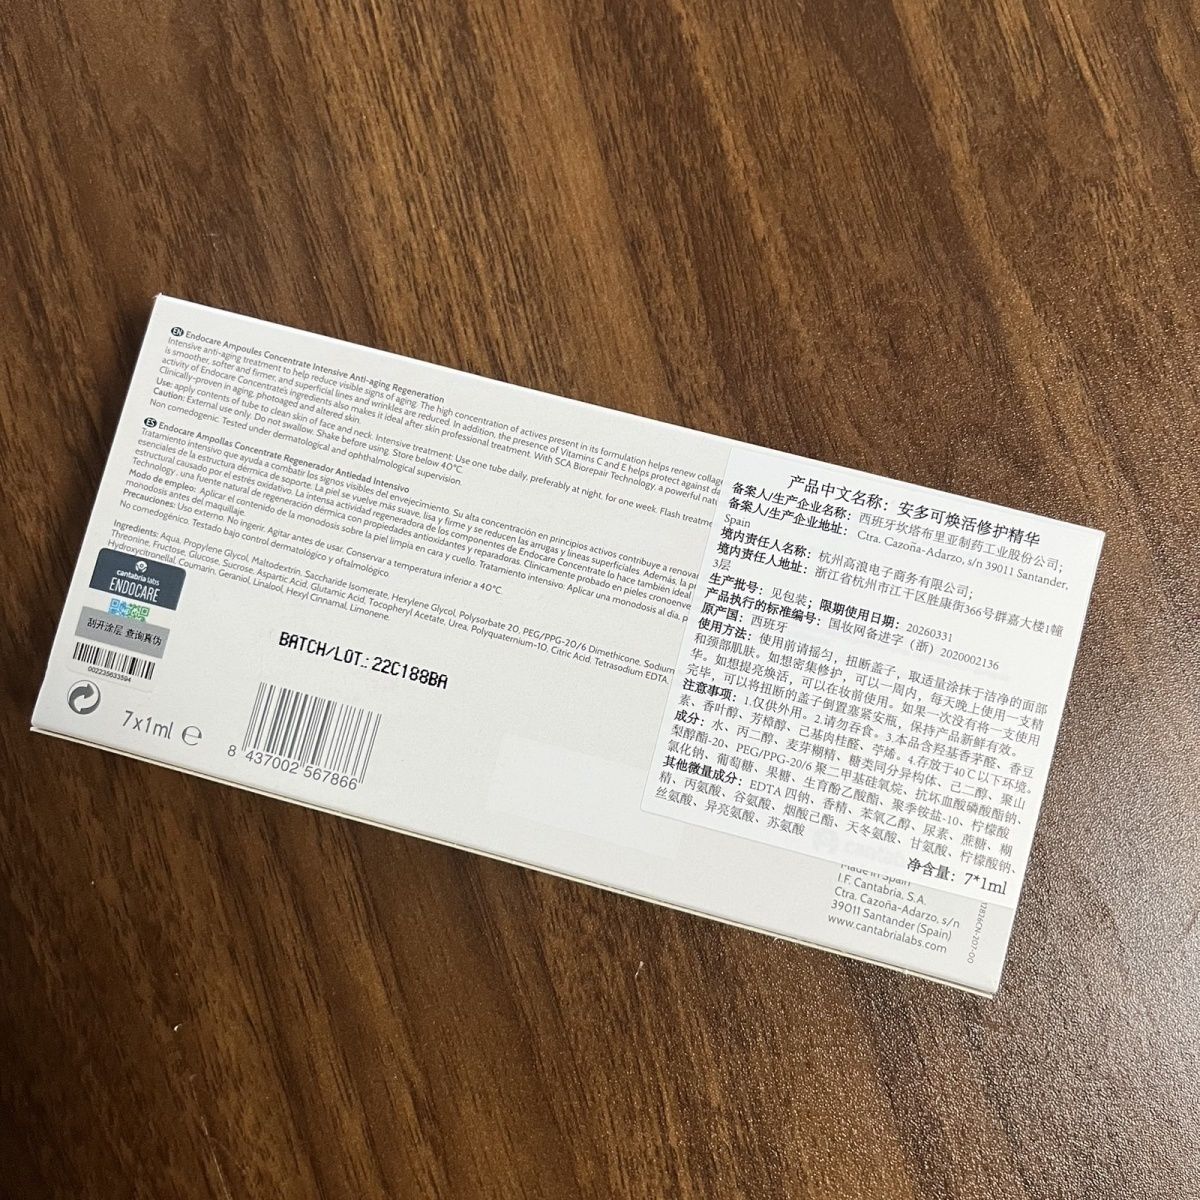 EN Endocare Ampoules Concentrate Intensive Anti-aging Regeneration
Intensive anti-aging treatment to help reduce visible signs of aging. The high concentration of actives present in its formulation helps renew collage
is smoother, softer and firmer, and superficial lines and wrinkles are reduced. In addition, the presence of Vitamins C and E helps protect against da
activity of Endocare Concentrate's ingredients also makes it ideal after skin professional treatment. With SCA Biorepair Technology, a powerful natu
Clinically-proven in aging, photoaged and altered skin.
Use: apply contents of tube to clean skin of face and neck. Intensive treatment: Use one tube daily, preferably at night, for one week. Flash treatme
Caution: External use only. Do not swallow. Shake before using. Store below 40°C.
Non comedogenic. Tested under dermatological and ophthalmological supervision.
ES Endocare Ampollas Concentrate Regenerador Antiedad Intensivo
Tratamiento intensivo que ayuda a combatir los signos visibles del envejecimiento. Su alta concentración en principios activos contribuye a renovar
esenciales de la estructura dérmica de soporte. La piel se vuelve más suave, lisa y firme y se reducen las arrugas y líneas superficiales. Además, la pr
estructural causado por el estrés oxidativo. La intensa actividad regeneradora de los componentes de Endocare Concentrate lo hace también ideal
Technology, una fuente natural de regeneración dérmica con propiedades antioxidantes y reparadoras. Clínicamente probado en pieles cronoenve
Modo de empleo: Aplicar el contenido de la monodosis sobre la piel limpia en cara y cuello. Tratamiento intensivo: Aplicar una monodosis al día, p
monodosis antes del maquillaje.
Precauciones: Uso externo. No ingerir. Agitar antes de usar. Conservar a temperatura inferior a 40°C.
No comedogénico. Testado bajo control dermatológico y oftalmológico
Ingredients: Aqua, Propylene Glycol, Maltodextrin, Saccharide Isomerate, Hexylene Glycol, Polysorbate 20, PEG/PPG-20/6 Dimethicone, Sodium
Threonine, Fructose, Glucose, Sucrose, Aspartic Acid, Glutamic Acid, Tocopheryl Acetate, Urea, Polyquaternium-10, Citric Acid, Tetrasodium EDTA,
Hydroxycitronellal, Coumarin, Geraniol, Linalool, Hexyl Cinnamal, Limonene.
cantabria labs
ENDOCARE
刮开涂层 查询真伪
002235633594
7x1ml e
BATCH/LOT.: 22C188BA
8 437002 567866
产品中文名称：安多可焕活修护精华
备案人/生产企业名称：西班牙坎塔布里亚制药工业股份公司；
备案人/生产企业地址：Ctra. Cazoña-Adarzo, s/n 39011 Santander,
Spain
境内责任人名称：杭州高浪电子商务有限公司；
境内责任人地址：浙江省杭州市江干区胜康街366号群嘉大楼1幢
3层
生产批号：见包装；限期使用日期：20260331
产品执行的标准编号：国妆网备进字（浙）2020002136
原产国：西班牙
使用方法：使用前请摇匀，扭断盖子，取适量涂抹于洁净的面部
和颈部肌肤。如想密集修护，可以一周内，每天晚上使用一支精
华。如想提亮焕活，可以在妆前使用。如果一次没有将一支使用
完毕，可以将扭断的盖子倒置塞紧安瓶，保持产品新鲜有效。
注意事项：1.仅供外用。2.请勿吞食。3.本品含羟基香茅醛、香豆
素、香叶醇、芳樟醇、己基肉桂醛、苧烯。4.存放于40℃以下环境。
成分：水、丙二醇、麦芽糊精、糖类同分异构体、己二醇、聚山
梨醇酯-20、PEG/PPG-20/6 聚二甲基硅氧烷、抗坏血酸磷酸酯钠、
氯化钠、葡萄糖、果糖、生育酚乙酸酯、聚季铵盐-10、柠檬酸
其他微量成分：EDTA 四钠、香精、苯氧乙醇、尿素、蔗糖、糊
精、丙氨酸、谷氨酸、烟酸己酯、天冬氨酸、甘氨酸、柠檬酸钠、
丝氨酸、异亮氨酸、苏氨酸
净含量：7*1ml
Made in Spain
I.F. Cantabria, S.A.
Ctra. Cazoña-Adarzo, s/n
39011 Santander (Spain)
www.cantabrialabs.com
12826CN-207-00